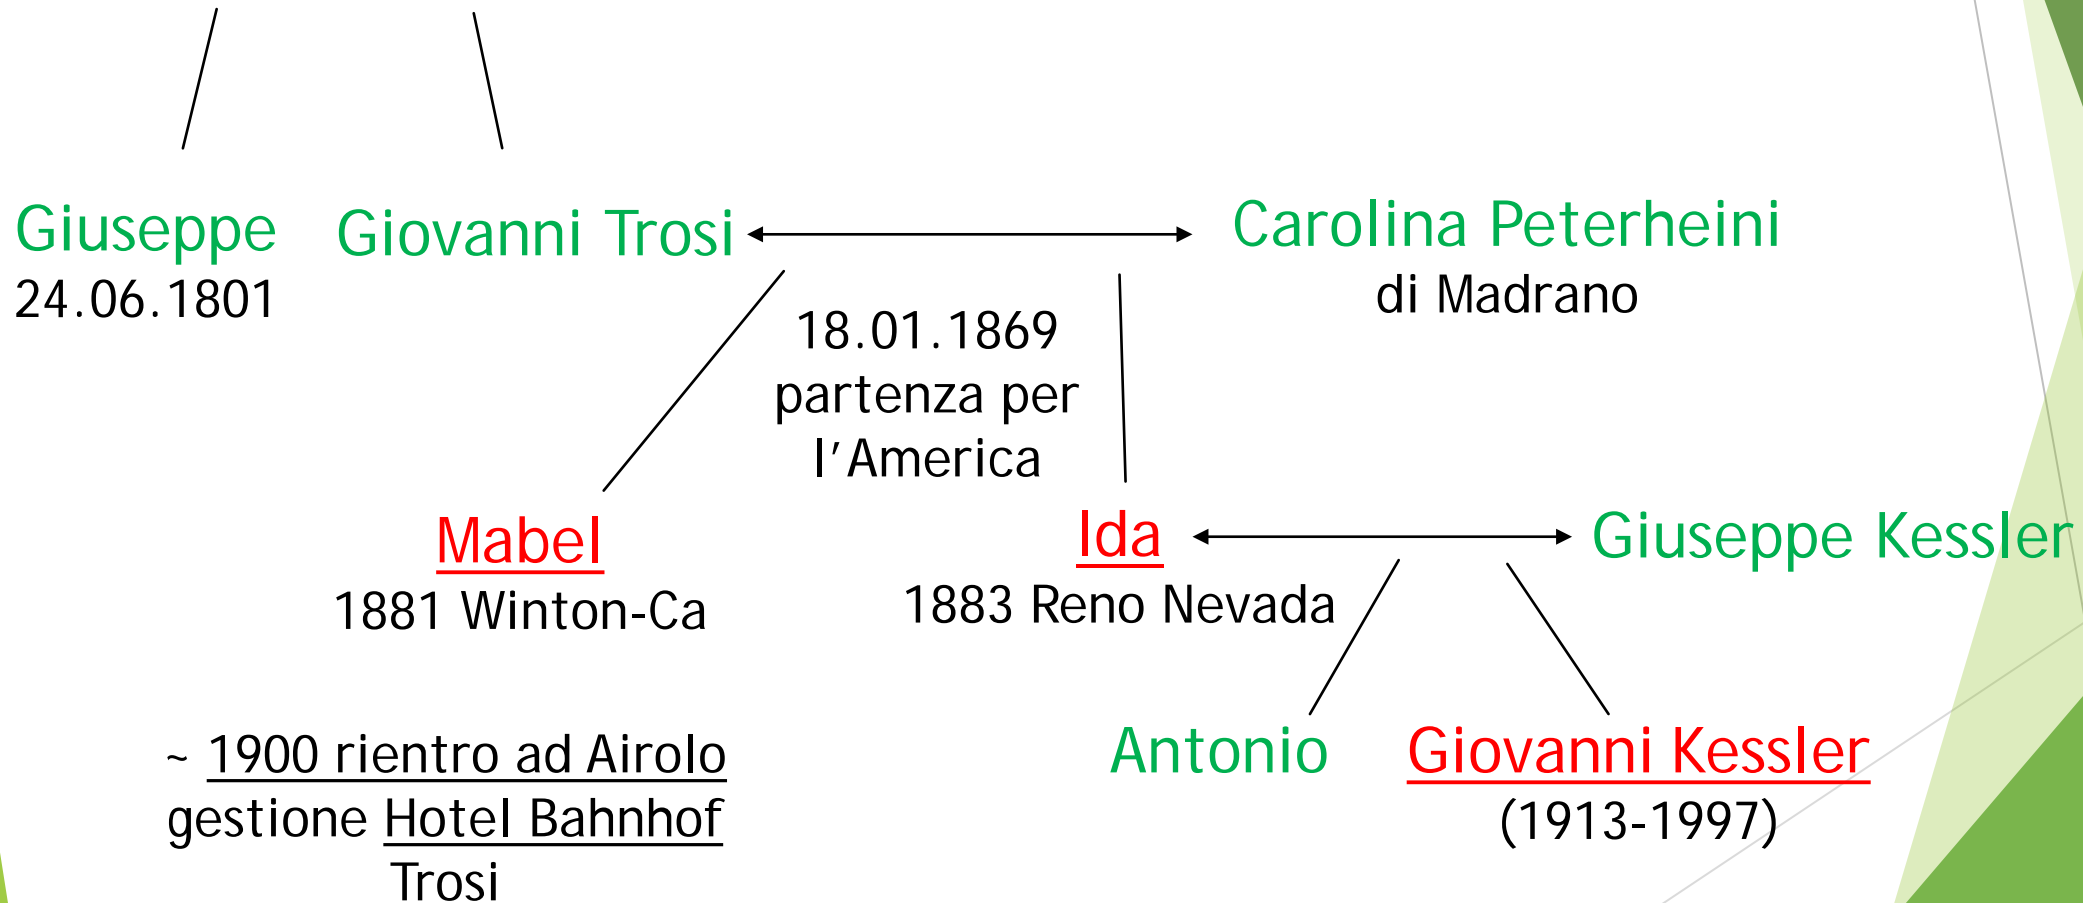 Giuseppe
24.06.1801
Giovanni Trosi
Carolina Peterheini
di Madrano
18.01.1869
partenza per
l'America
Mabel
1881 Winton-Ca
Ida
1883 Reno Nevada
Giuseppe Kessler
~ 1900 rientro ad Airolo
gestione Hotel Bahnhof
Trosi
Antonio
Giovanni Kessler
(1913-1997)